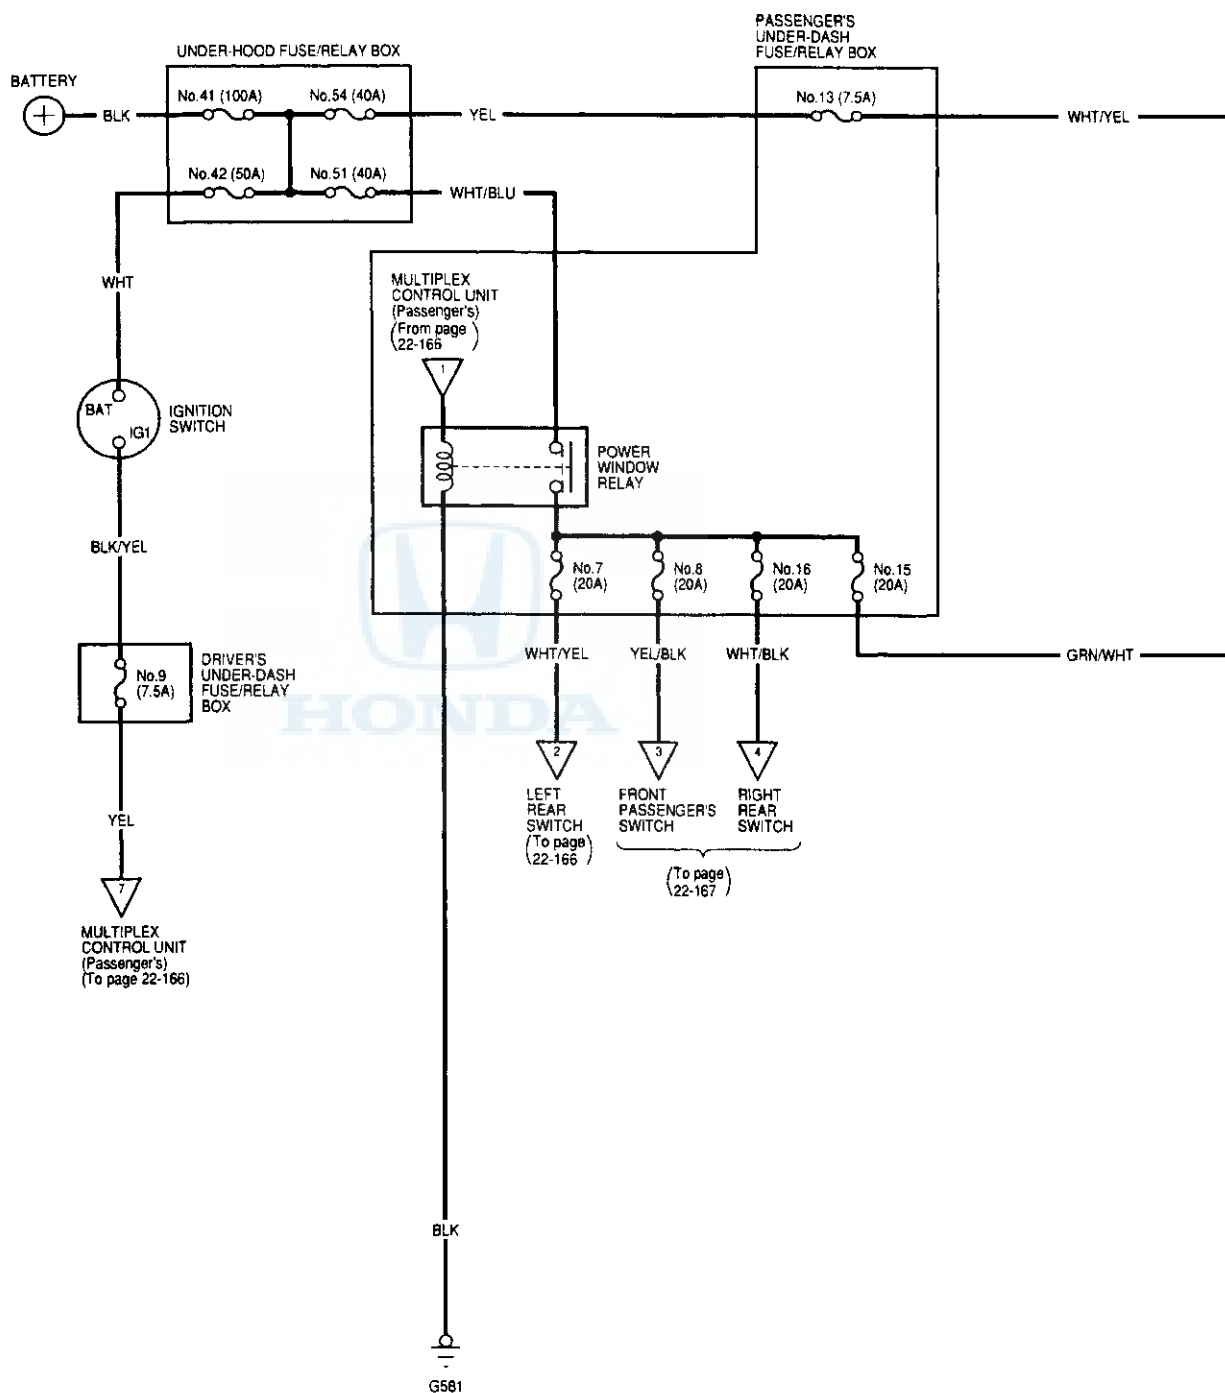 PASSENGER'S
UNDER-DASH
FUSE/RELAY BOX
UNDER-HOOD FUSE/RELAY BOX
BATTERY
No.41 (100A)
No.54 (40A)
No.13 (7.5A)
BLK
YEL
WHT/YEL
No.42 (50A)
No.51 (40A)
WHT/BLU
WHT
MULTIPLEX
CONTROL UNIT
(Passenger's)
(From page
22-166)
1
BAT
IG1
IGNITION
SWITCH
POWER
WINDOW
RELAY
BLK/YEL
No.7
(20A)
No.8
(20A)
No.16
(20A)
No.15
(20A)
WHT/YEL
YEL/BLK
WHT/BLK
GRN/WHT
No.9
(7.5A)
DRIVER'S
UNDER-DASH
FUSE/RELAY
BOX
HONDA
2
3
4
LEFT
REAR
SWITCH
(To page
22-166)
FRONT
PASSENGER'S
SWITCH
RIGHT
REAR
SWITCH
(To page
22-167)
YEL
7
MULTIPLEX
CONTROL UNIT
(Passenger's)
(To page 22-166)
BLK
G581